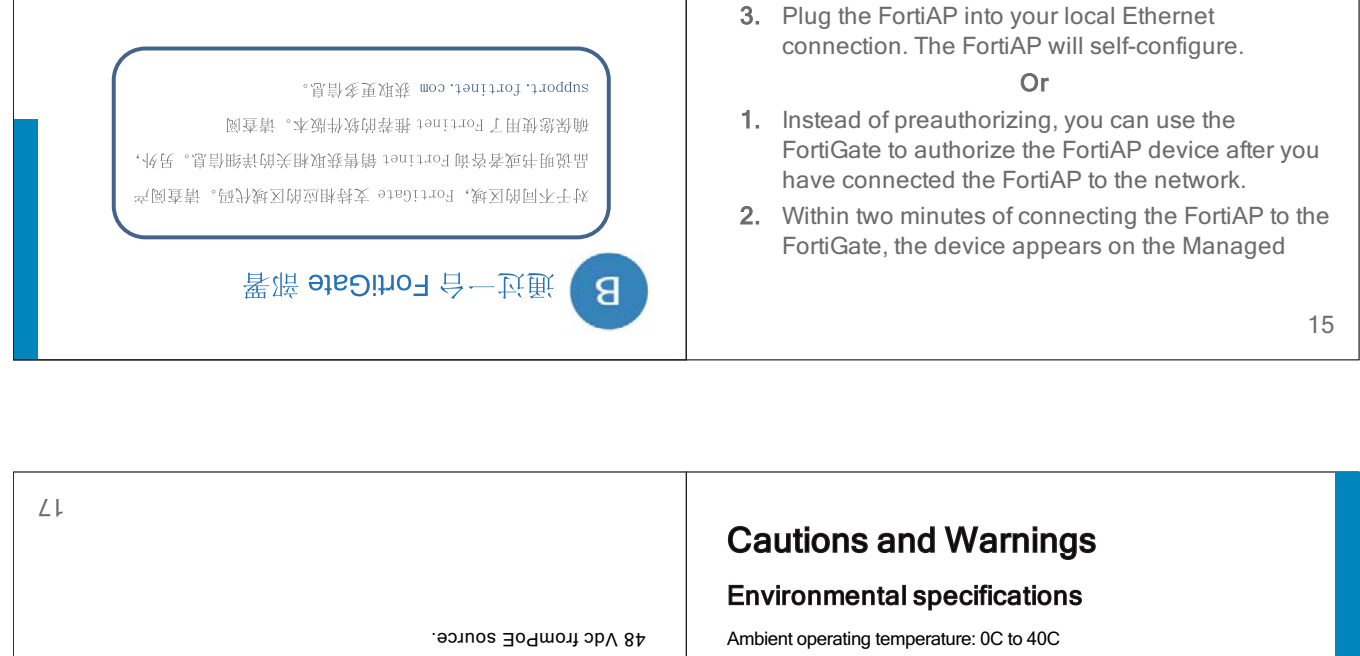 B 通过一台 FortiGate 部署
对于不同的区域，FortiGate 支持相应的区域代码。请查阅产
品说明书或者咨询 Fortinet 销售获取相关的详细信息。另外，
确保您使用了 Fortinet 推荐的软件版本。请查阅
support.fortinet.com 获取更多信息。
3. Plug the FortiAP into your local Ethernet
connection. The FortiAP will self-configure.
Or
1. Instead of preauthorizing, you can use the
FortiGate to authorize the FortiAP device after you
have connected the FortiAP to the network.
2. Within two minutes of connecting the FortiAP to the
FortiGate, the device appears on the Managed
15
48 Vdc fromPoE source.
17
Cautions and Warnings
Environmental specifications
Ambient operating temperature: 0C to 40C